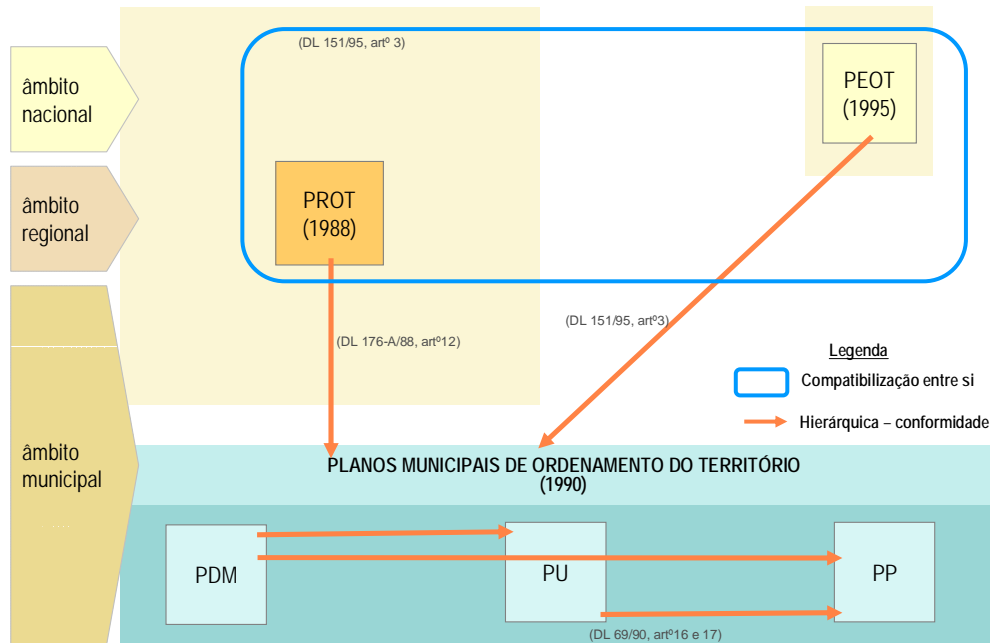 (DL 151/95, artº 3)
âmbito
nacional
PEOT
(1995)
âmbito
regional
PROT
(1988)
(DL 151/95, artº3)
(DL 176-A/88, artº12)
Legenda
Compatibilização entre si
Hierárquica – conformidade
âmbito
municipal
PLANOS MUNICIPAIS DE ORDENAMENTO DO TERRITÓRIO
(1990)
PDM
PU
PP
(DL 69/90, artº16 e 17)